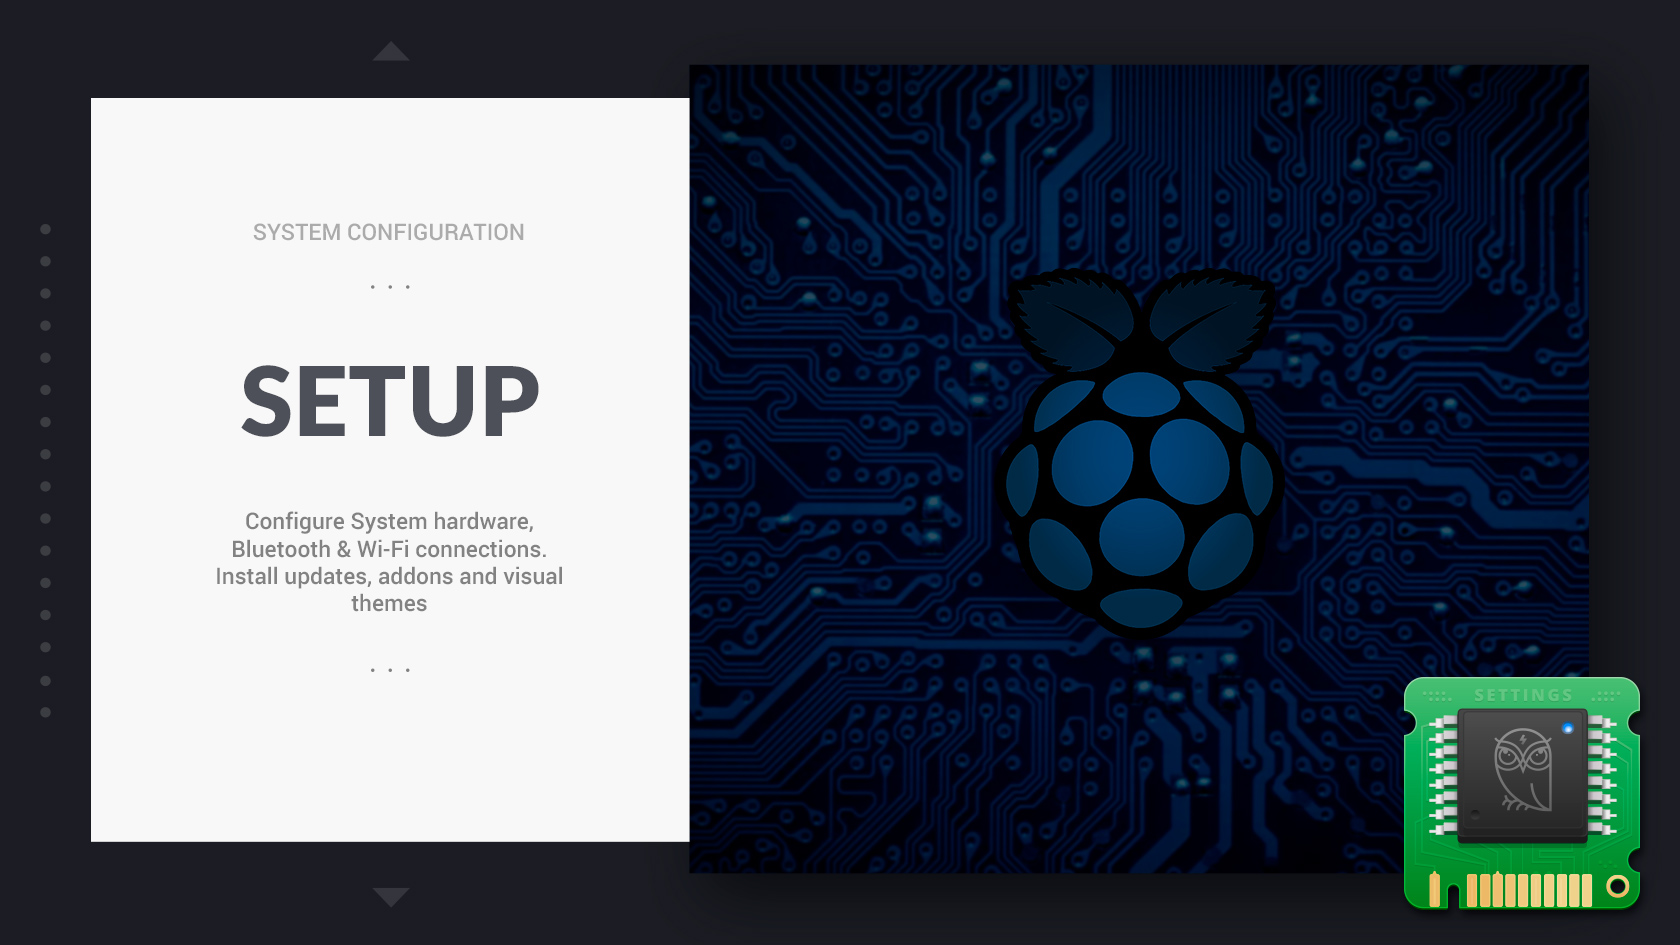 SYSTEM CONFIGURATION
. . .
SETUP
Configure System hardware,
Bluetooth & Wi-Fi connections.
Install updates, addons and visual
themes
. . .
SETTINGS